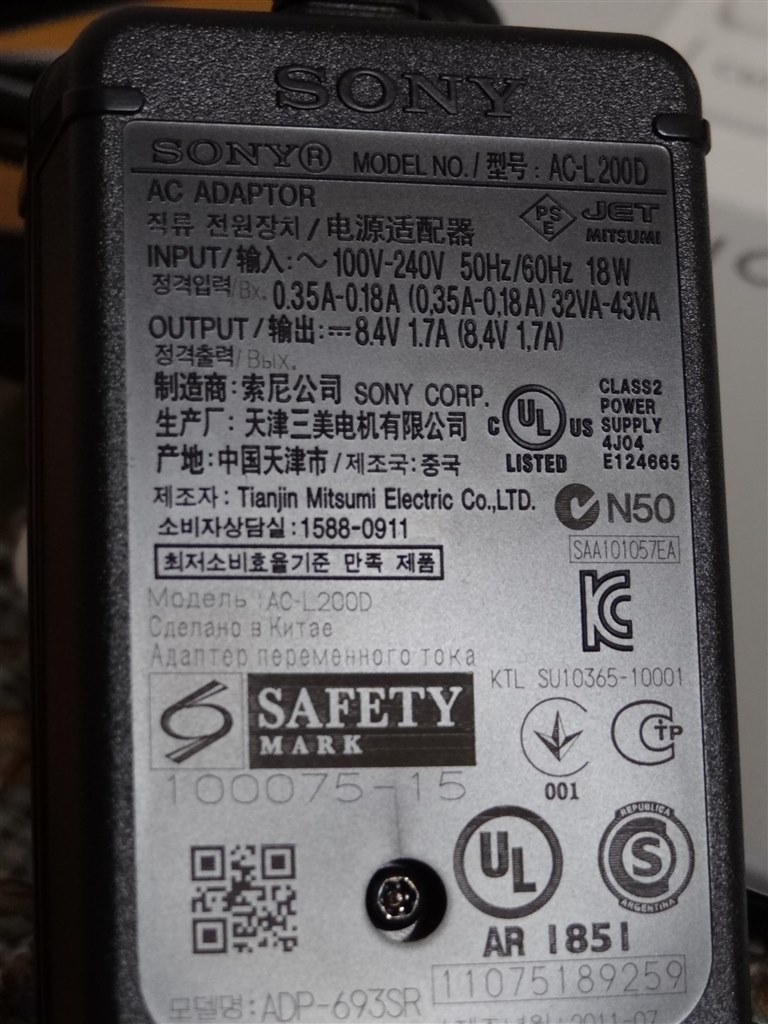 SONY
SONY® MODEL NO./型号: AC-L200D
AC ADAPTOR
직류 전원장치/电源适配器
PS E JET
MITSUMI
INPUT/输入:~100V-240V 50Hz/60Hz 18W
정격입력/Вх. 0.35A-0.18A (0,35A-0,18A) 32VA-43VA
OUTPUT/输出:⎓8.4V 1.7A (8,4V 1,7A)
정격출력/Вых.
制造商:索尼公司 SONY CORP.
生产厂:天津三美电机有限公司
产地:中国天津市/제조국:중국
C UL US
LISTED
CLASS2
POWER
SUPPLY
4J04
E124665
제조자: Tianjin Mitsumi Electric Co.,LTD.
소비자상담실:1588-0911
N50
SAA101057EA
최저소비효율기준 만족 제품
Модель :AC-L200D
Сделано в Китае
Адаптер переменного тока
KTL SU10365-10001
SAFETY
MARK
100075-15
001
C TP
UL
AR 1851
REPUBLICA
S
ARGENTINA
11075189259
모델명:ADP-693SR
2011-07